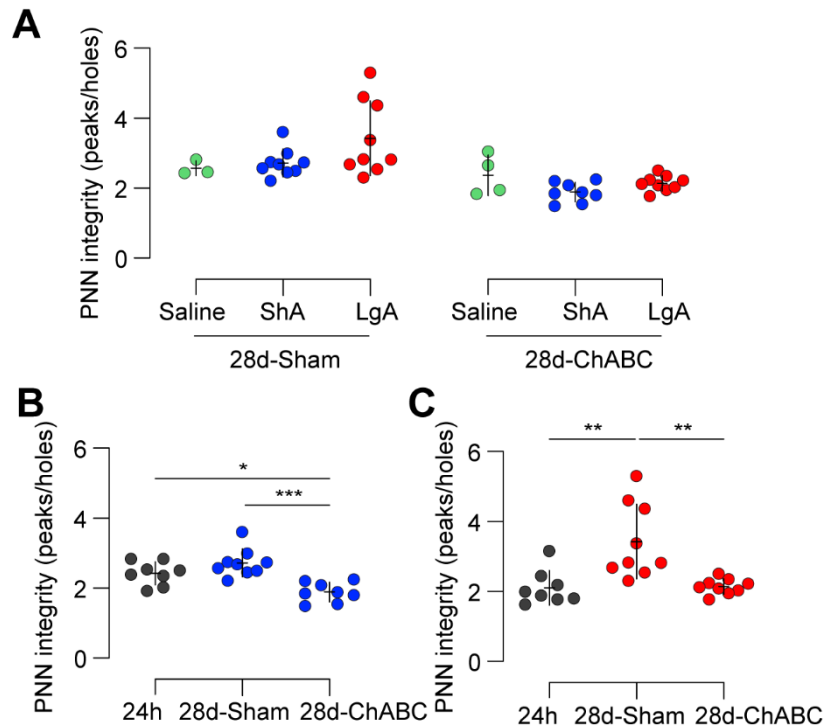 A
PNN integrity (peaks/holes)
6
4
2
0
Saline ShA LgA Saline ShA LgA
28d-Sham 28d-ChABC
B
PNN integrity (peaks/holes)
6
4
2
0
*
***
24h 28d-Sham 28d-ChABC
C
PNN integrity (peaks/holes)
6
4
2
0
** **
24h 28d-Sham 28d-ChABC